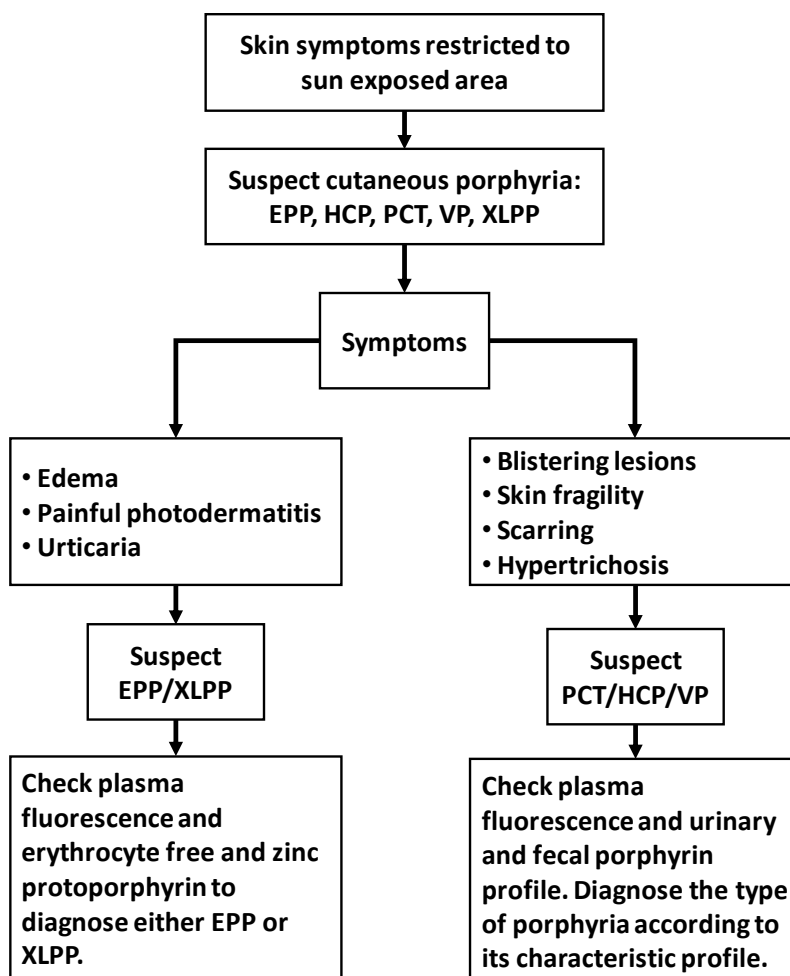 Skin symptoms restricted to
sun exposed area
Suspect cutaneous porphyria:
EPP, HCP, PCT, VP, XLPP
Symptoms
• Edema
• Painful photodermatitis
• Urticaria
• Blistering lesions
• Skin fragility
• Scarring
• Hypertrichosis
Suspect
EPP/XLPP
Suspect
PCT/HCP/VP
Check plasma
fluorescence and
erythrocyte free and zinc
protoporphyrin to
diagnose either EPP or
XLPP.
Check plasma
fluorescence and urinary
and fecal porphyrin
profile. Diagnose the type
of porphyria according to
its characteristic profile.